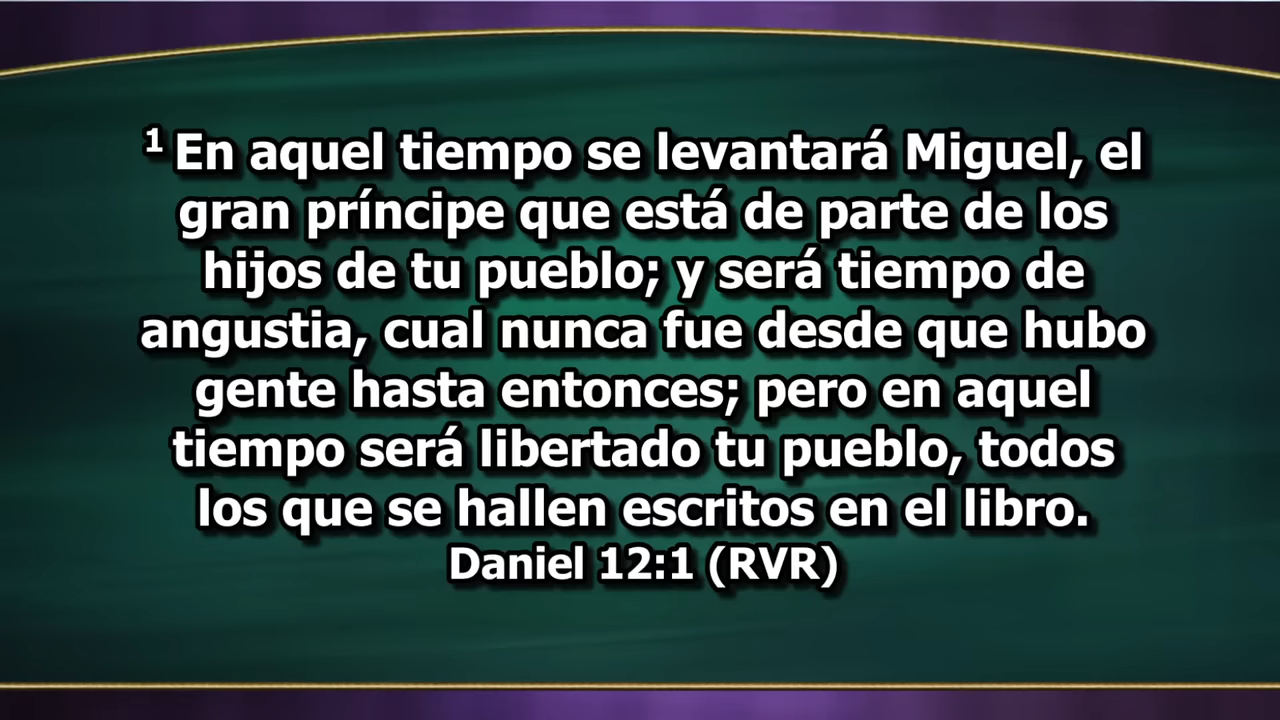 1 En aquel tiempo se levantará Miguel, el
gran príncipe que está de parte de los
hijos de tu pueblo; y será tiempo de
angustia, cual nunca fue desde que hubo
gente hasta entonces; pero en aquel
tiempo será libertado tu pueblo, todos
los que se hallen escritos en el libro.
Daniel 12:1 (RVR)